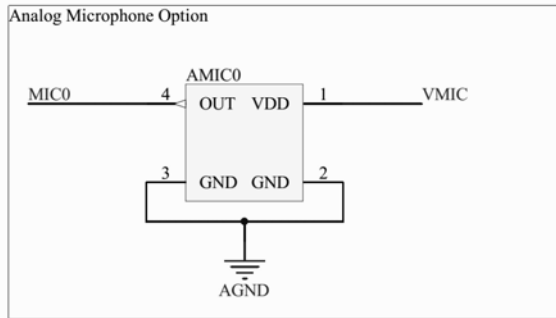 Analog Microphone Option
AMIC0
MIC0 4 OUT VDD 1 VMIC
3 GND GND 2
AGND